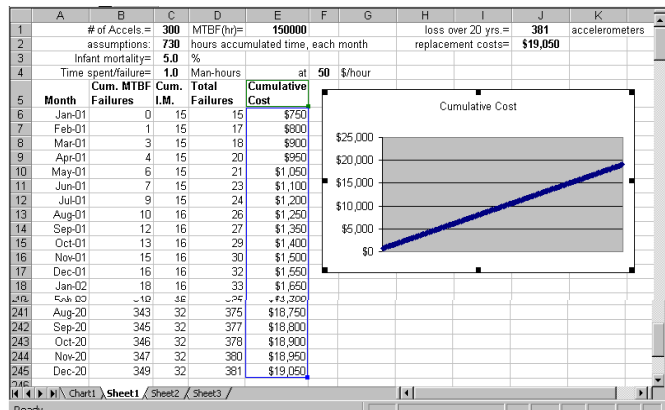 A B C D E F G H I J K
1 # of Accels.= 300 MTBF(hr)= 150000 loss over 20 yrs.= 381 accelerometers
2 assumptions: 730 hours accumulated time, each month replacement costs= $19,050
3 Infant mortality= 5.0 %
4 Time spent/failure= 1.0 Man-hours at 50 $/hour
Cum. MTBF Cum. Total Cumulative
5 Month Failures I.M. Failures Cost
6 Jan-01 0 15 15 $750
7 Feb-01 1 15 17 $800
8 Mar-01 3 15 18 $900
9 Apr-01 4 15 20 $950
10 May-01 6 15 21 $1,050
11 Jun-01 7 15 23 $1,100
12 Jul-01 9 15 24 $1,200
13 Aug-01 10 16 26 $1,250
14 Sep-01 12 16 27 $1,350
15 Oct-01 13 16 29 $1,400
16 Nov-01 15 16 30 $1,500
17 Dec-01 16 16 32 $1,550
18 Jan-02 18 16 33 $1,650
241 Aug-20 343 32 375 $18,750
242 Sep-20 345 32 377 $18,800
243 Oct-20 346 32 378 $18,900
244 Nov-20 347 32 380 $18,950
245 Dec-20 349 32 381 $19,050
Cumulative Cost
$25,000
$20,000
$15,000
$10,000
$5,000
$0
Chart1 Sheet1 Sheet2 Sheet3